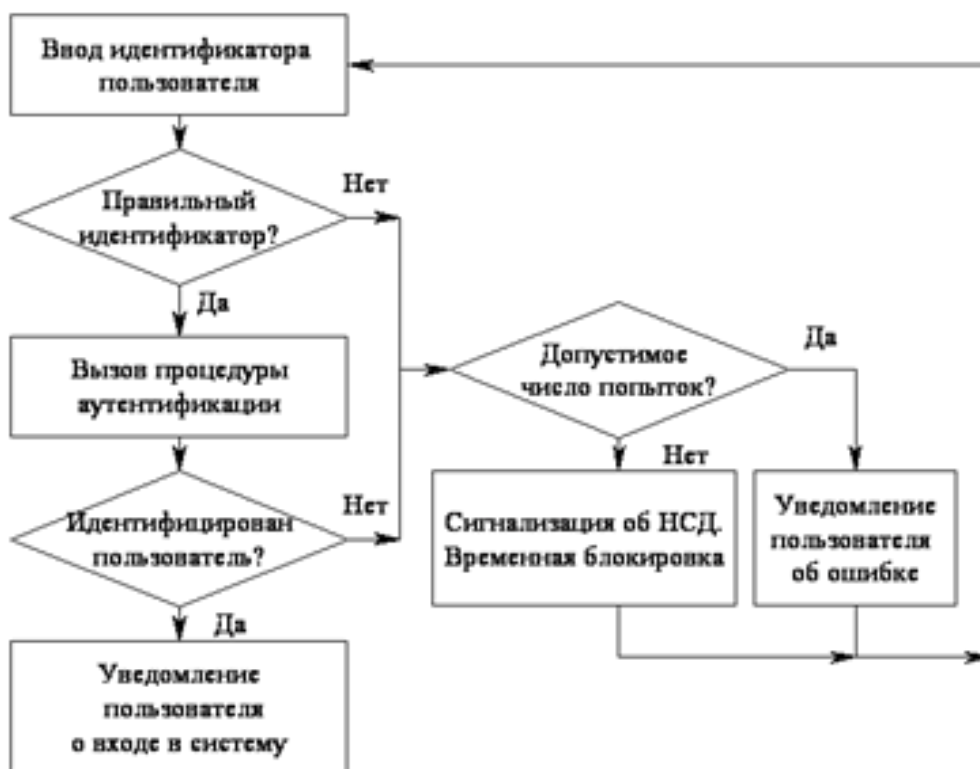 Ввод идентификатора
пользователя
Нет
Правильный
идентификатор?
Да
Вызов процедуры
аутентификации
Допустимое
число попыток?
Да
Нет
Идентифицирован
пользователь?
Нет
Сигнализация об НСД.
Временная блокировка
Уведомление
пользователя
об ошибке
Да
Уведомление
пользователя
о входе в систему